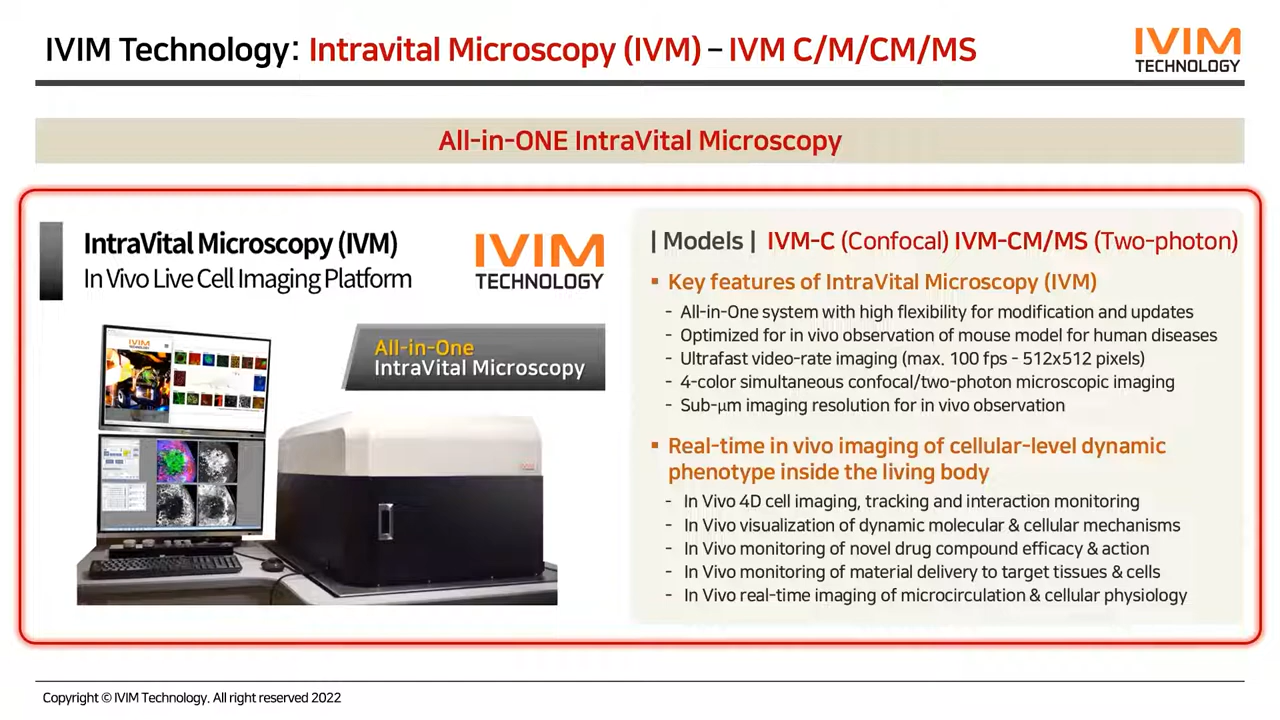 IVIM Technology: Intravital Microscopy (IVM) – IVM C/M/CM/MS
IVIM
TECHNOLOGY
All-in-ONE IntraVital Microscopy
IntraVital Microscopy (IVM)
In Vivo Live Cell Imaging Platform
IVIM
TECHNOLOGY
All-in-One
IntraVital Microscopy
IVIM
TECHNOLOGY
| Models | IVM-C (Confocal) IVM-CM/MS (Two-photon)
▪ Key features of IntraVital Microscopy (IVM)
- All-in-One system with high flexibility for modification and updates
- Optimized for in vivo observation of mouse model for human diseases
- Ultrafast video-rate imaging (max. 100 fps - 512x512 pixels)
- 4-color simultaneous confocal/two-photon microscopic imaging
- Sub-μm imaging resolution for in vivo observation
▪ Real-time in vivo imaging of cellular-level dynamic
phenotype inside the living body
- In Vivo 4D cell imaging, tracking and interaction monitoring
- In Vivo visualization of dynamic molecular & cellular mechanisms
- In Vivo monitoring of novel drug compound efficacy & action
- In Vivo monitoring of material delivery to target tissues & cells
- In Vivo real-time imaging of microcirculation & cellular physiology
Copyright © IVIM Technology. All right reserved 2022